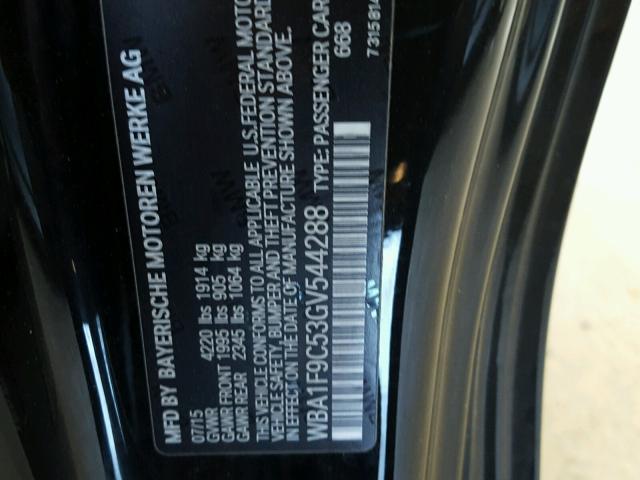 MFD BY BAYERISCHE MOTOREN WERKE AG
07/15
GVWR 4220 lbs 1914 kg
GAWR FRONT 1995 lbs 905 kg
GAWR REAR 2345 lbs 1064 kg
THIS VEHICLE CONFORMS TO ALL APPLICABLE U.S. FEDERAL MOTOR
VEHICLE SAFETY, BUMPER AND THEFT PREVENTION STANDARDS
IN EFFECT ON THE DATE OF MANUFACTURE SHOWN ABOVE.
WBA1F9C53GV544288 TYPE: PASSENGER CAR
668
7315814